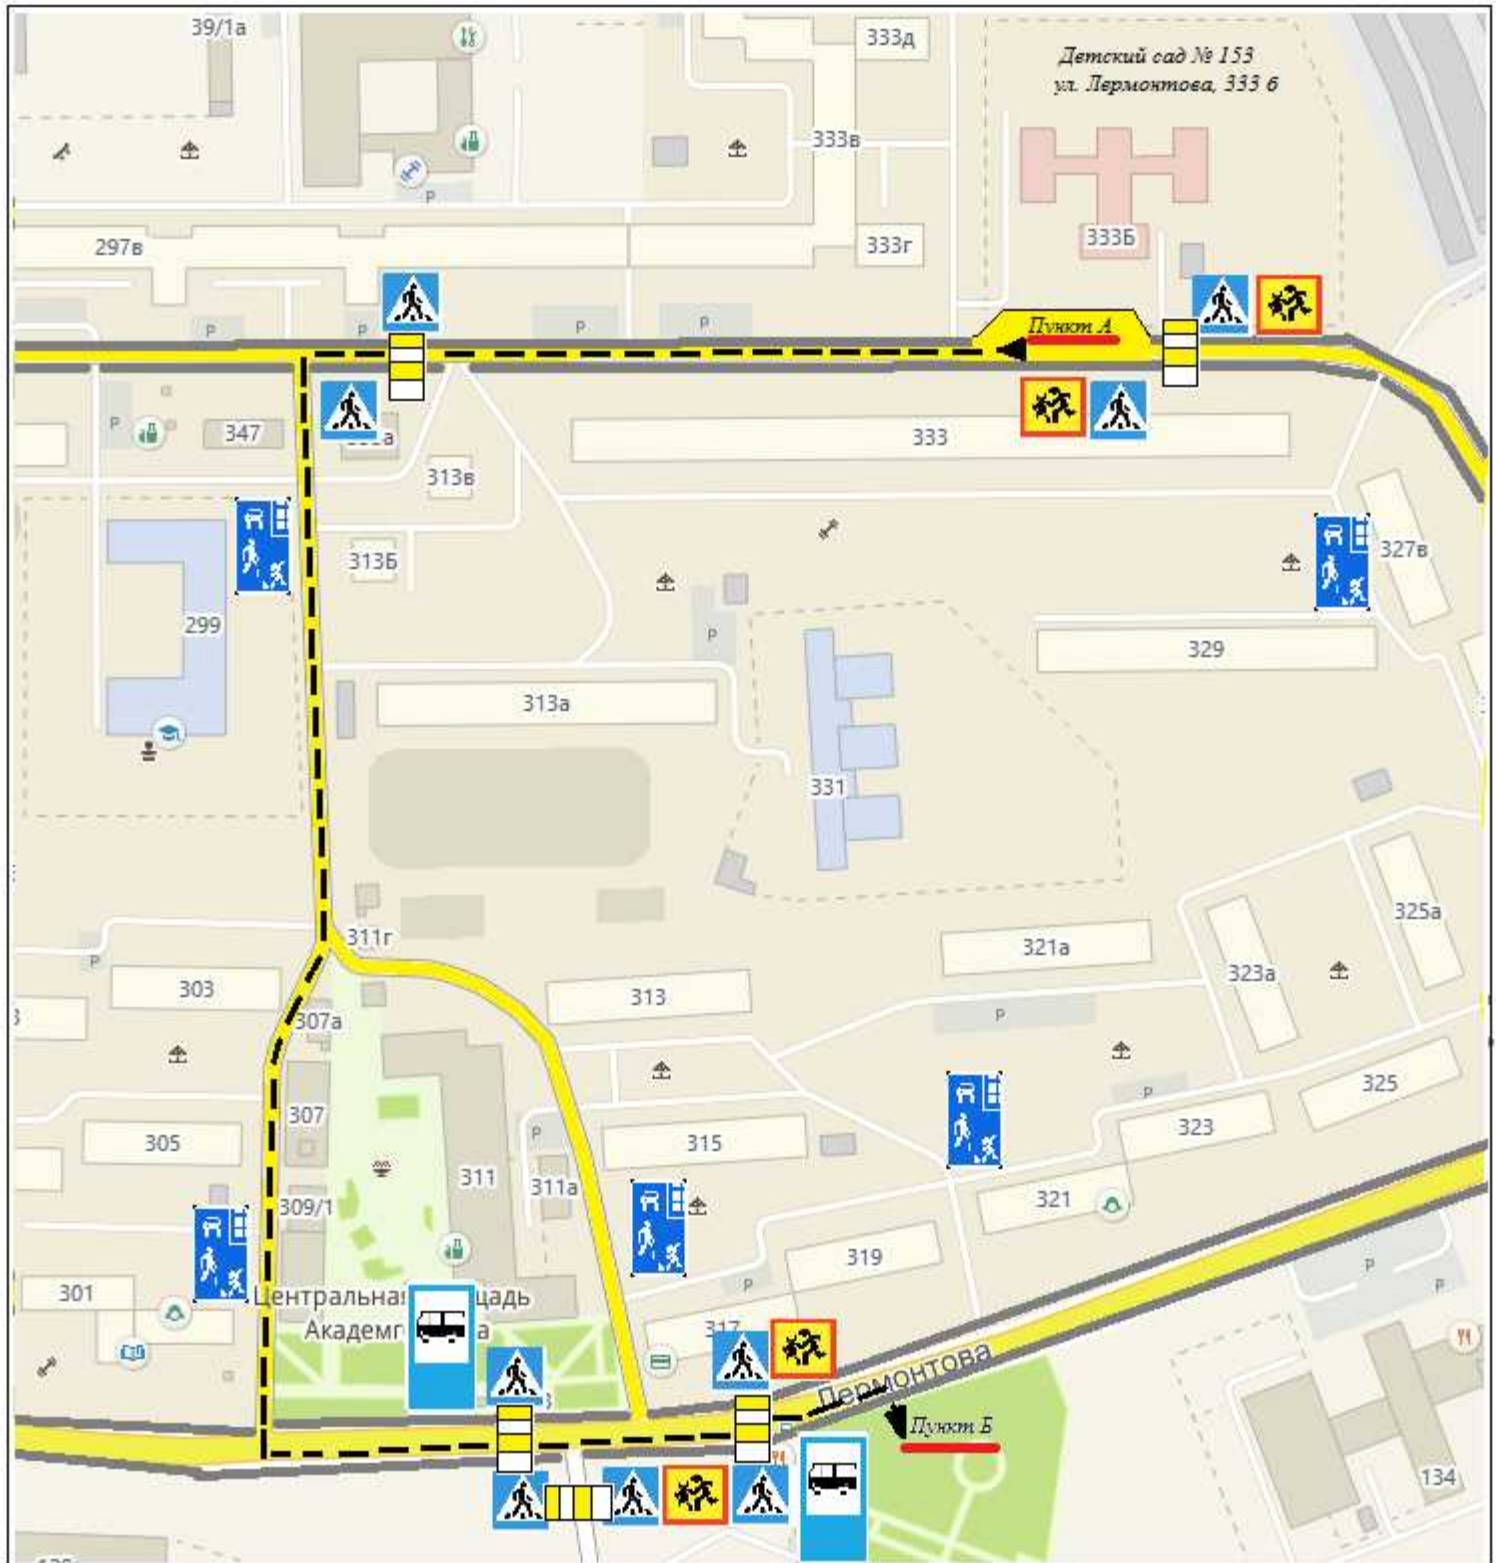 39/1а
333д
Детский сад № 153
ул. Лермонтова, 333 б
333в
Р
297в
333г
333Б
Р
Р
Р
Р
Пункт А
Р
347
333
313в
313Б
327в
299
Р
329
313а
331
325а
311г
321а
Р
303
313
323а
307а
Р
325
307
Р
Р
323
305
315
311
311а
321
309/1
319
Р
Р
Р
301
Центральная площадь
Академг а
317
Лермонтова
Пункт Б
134